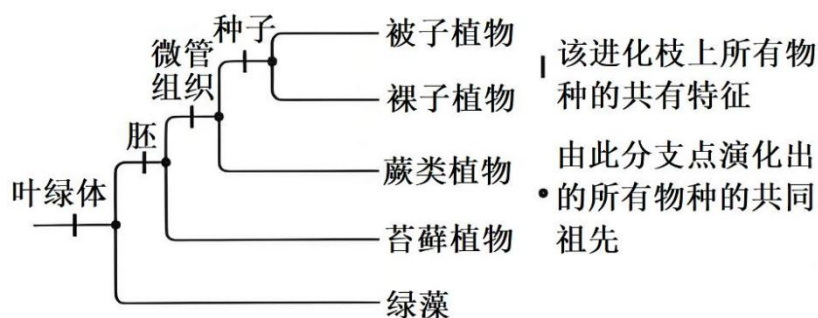 种子
被子植物
微管
组织
裸子植物
胚
蕨类植物
叶绿体
苔藓植物
绿藻
该进化枝上所有物
种的共有特征
由此分支点演化出
的所有物种的共同
祖先